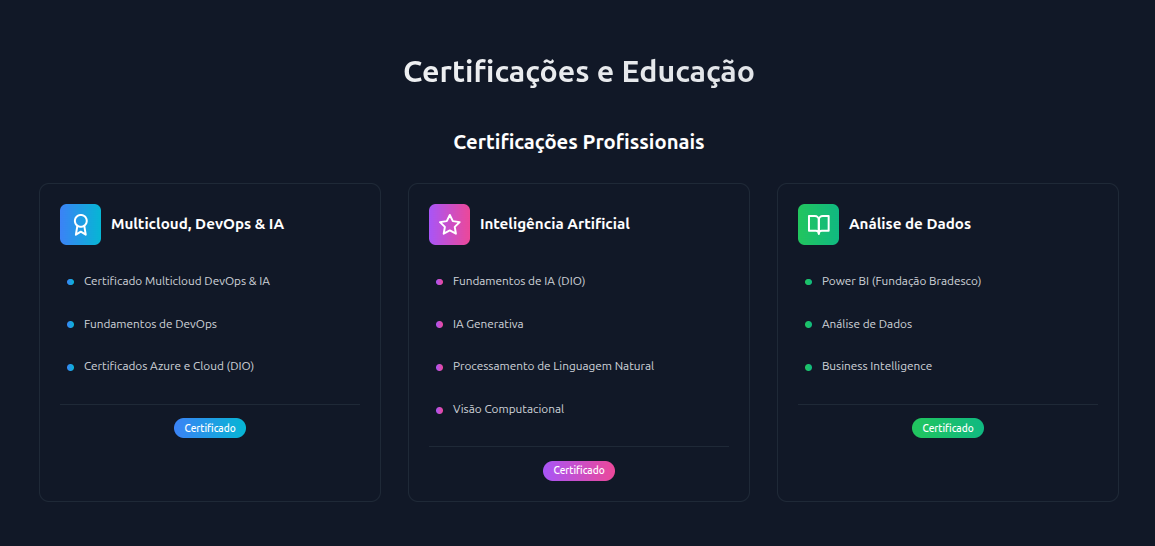 Certificações e Educação
Certificações Profissionais
Multicloud, DevOps & IA
Certificado Multicloud DevOps & IA
Fundamentos de DevOps
Certificados Azure e Cloud (DIO)
Certificado
Inteligência Artificial
Fundamentos de IA (DIO)
IA Generativa
Processamento de Linguagem Natural
Visão Computacional
Certificado
Análise de Dados
Power BI (Fundação Bradesco)
Análise de Dados
Business Intelligence
Certificado